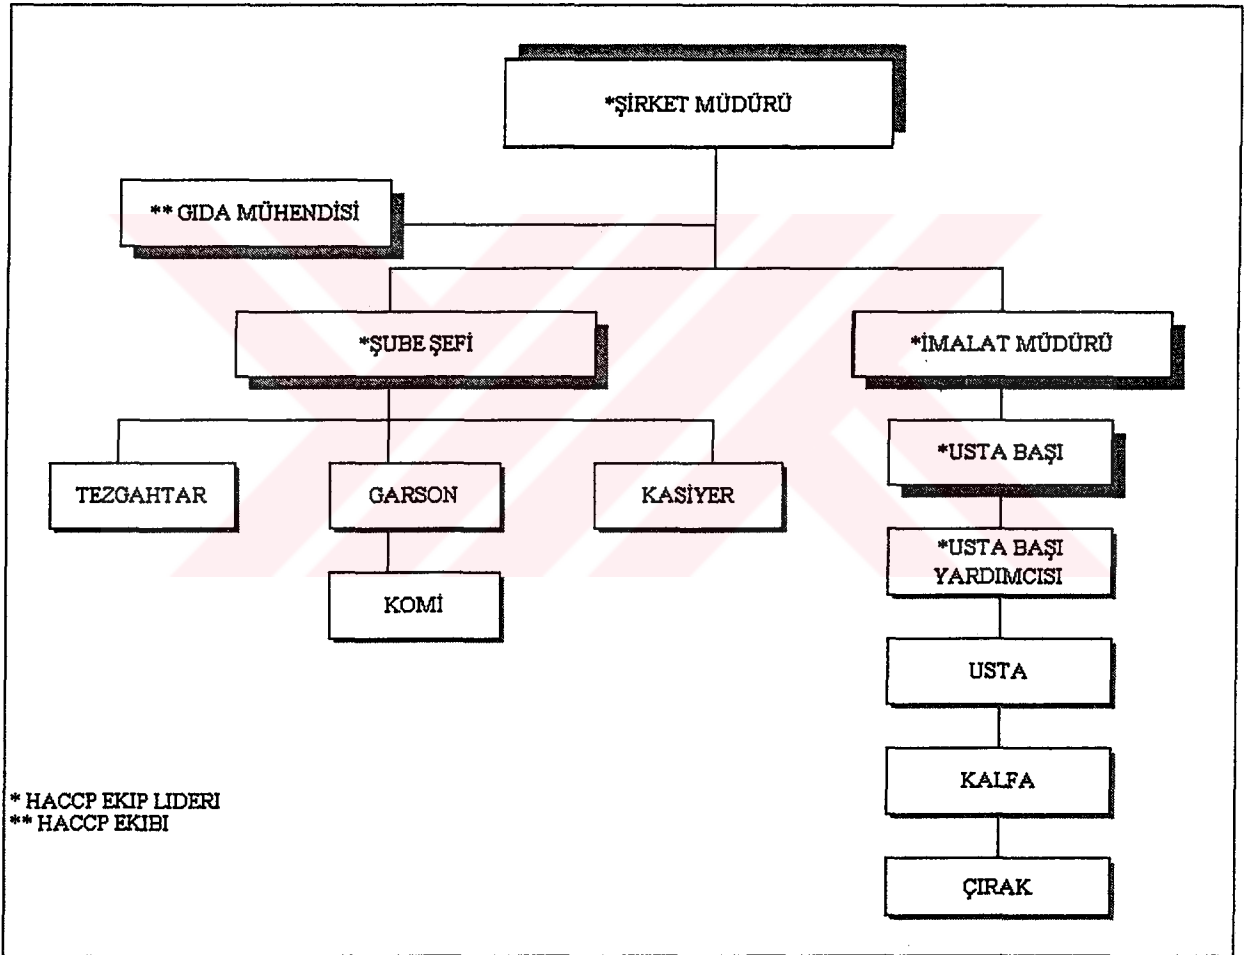 *ŞİRKET MÜDÜRÜ
** GIDA MÜHENDİSİ
*ŞUBE ŞEFİ
*İMALAT MÜDÜRÜ
*USTA BAŞI
TEZGAHTAR
GARSON
KASİYER
*USTA BAŞI
YARDIMCISI
KOMİ
USTA
KALFA
* HACCP EKIP LIDERI
** HACCP EKIBI
ÇIRAK